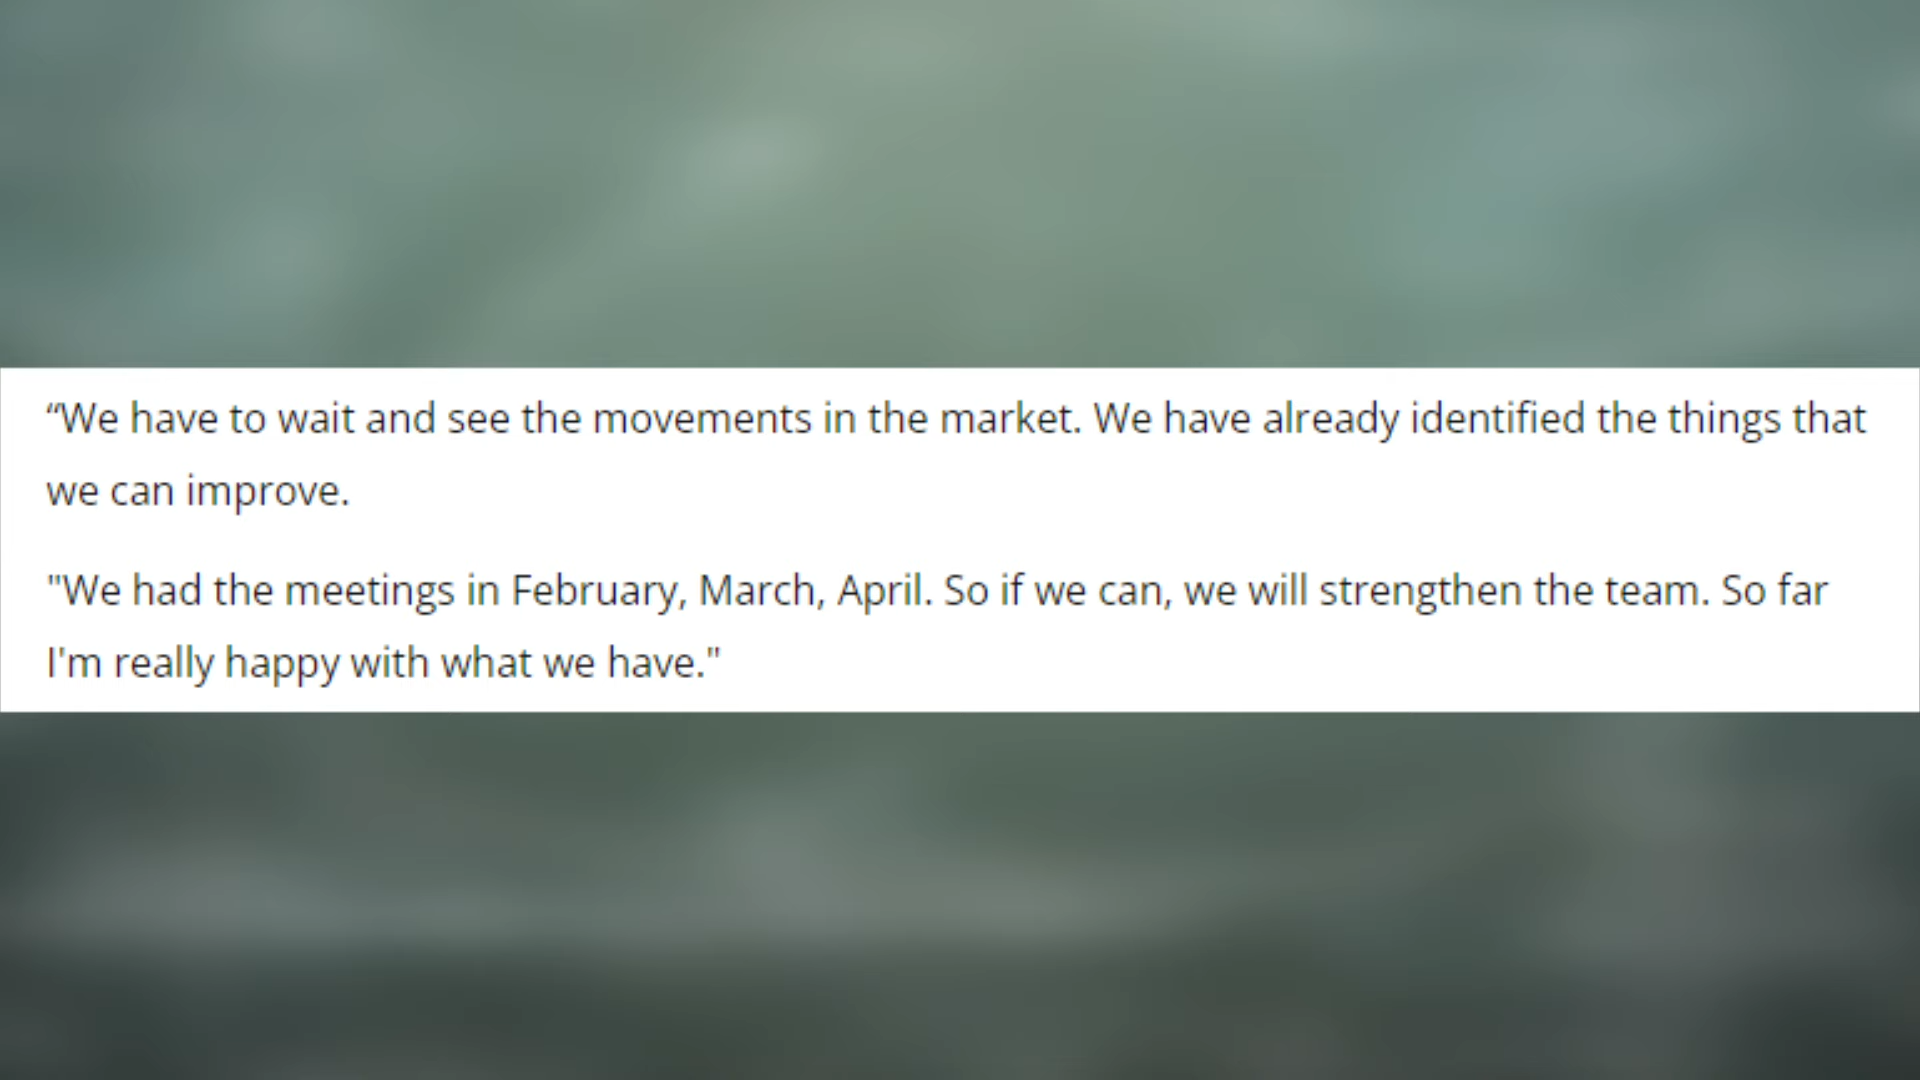 “We have to wait and see the movements in the market. We have already identified the things that
we can improve.
"We had the meetings in February, March, April. So if we can, we will strengthen the team. So far
I'm really happy with what we have."